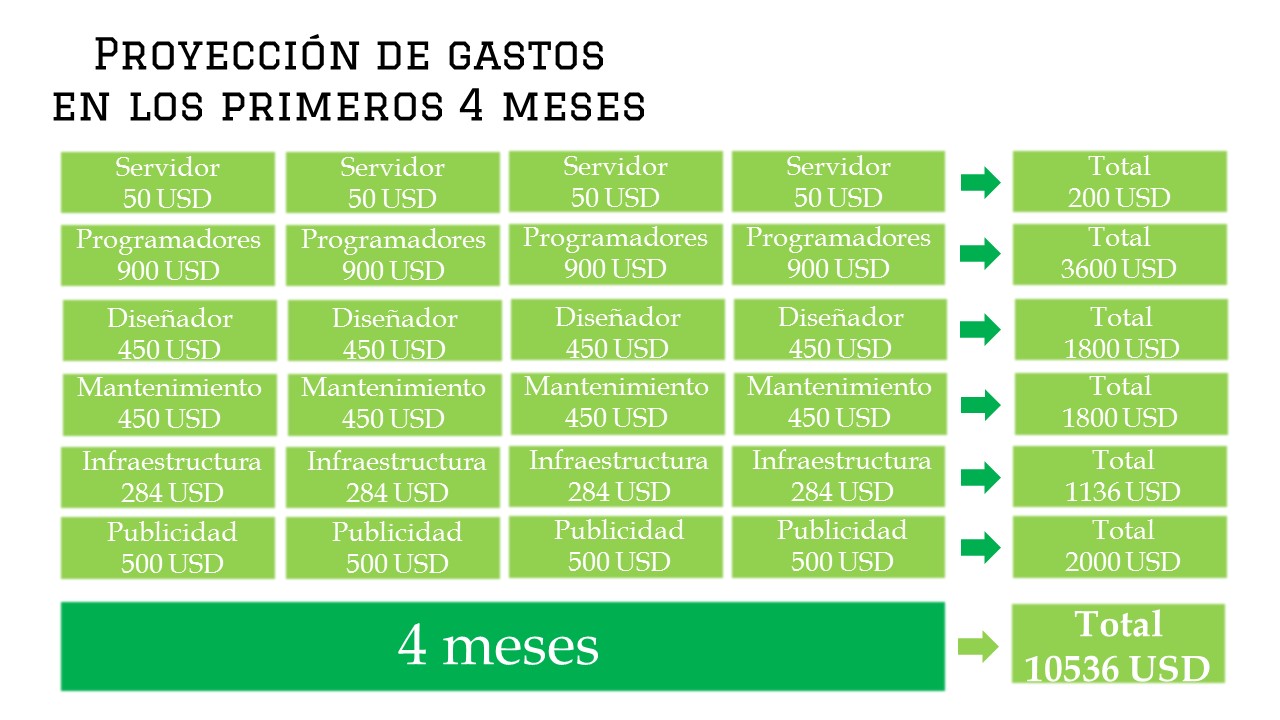 Proyección de gastos
en los primeros 4 meses
Servidor
50 USD
Servidor
50 USD
Servidor
50 USD
Servidor
50 USD
Total
200 USD
Programadores
900 USD
Programadores
900 USD
Programadores
900 USD
Programadores
900 USD
Total
3600 USD
Diseñador
450 USD
Diseñador
450 USD
Diseñador
450 USD
Diseñador
450 USD
Total
1800 USD
Mantenimiento
450 USD
Mantenimiento
450 USD
Mantenimiento
450 USD
Mantenimiento
450 USD
Total
1800 USD
Infraestructura
284 USD
Infraestructura
284 USD
Infraestructura
284 USD
Infraestructura
284 USD
Total
1136 USD
Publicidad
500 USD
Publicidad
500 USD
Publicidad
500 USD
Publicidad
500 USD
Total
2000 USD
4 meses
Total
10536 USD